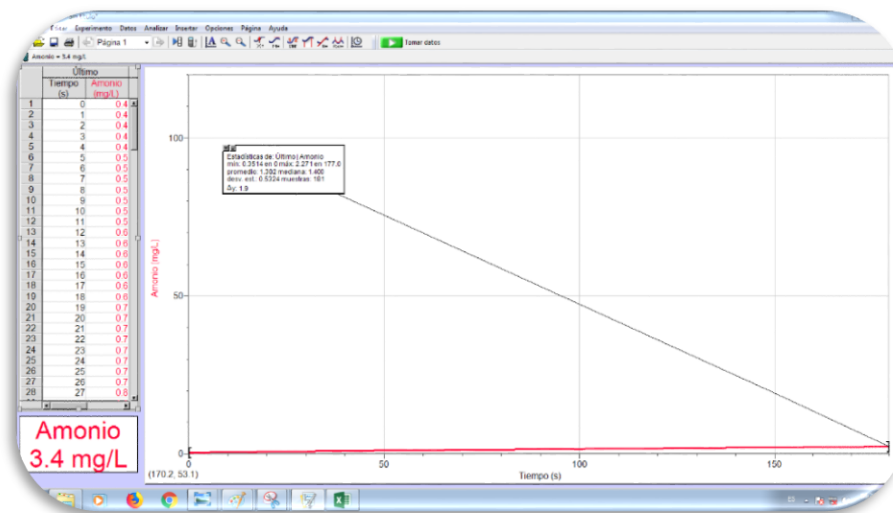 Experimento Datos Analizar Insertar Opciones Página Ayuda
Página 1
Tomar datos
Amonio = 3.4 mg/L
Último
Tiempo Amonio
(s) (mg/L)
1 0 0.4
2 1 0.4
3 2 0.4
4 3 0.4
5 4 0.4
6 5 0.5
7 6 0.5
8 7 0.5
9 8 0.5
10 9 0.5
11 10 0.5
12 11 0.5
13 12 0.6
14 13 0.6
15 14 0.6
16 15 0.6
17 16 0.6
18 17 0.6
19 18 0.6
20 19 0.7
21 20 0.7
22 21 0.7
23 22 0.7
24 23 0.7
25 24 0.7
26 25 0.7
27 26 0.7
28 27 0.8
Amonio
3.4 mg/L
Amonio (mg/L)
100
50
0
Estadísticas de: Último | Amonio
mín: 0.3514 en 0 máx: 2.271 en 177.0
promedio: 1.382 mediana: 1.406
desv. est.: 0.5324 muestras: 181
Δy: 1.9
0 50 100 150
Tiempo (s)
(170.2, 53.1)